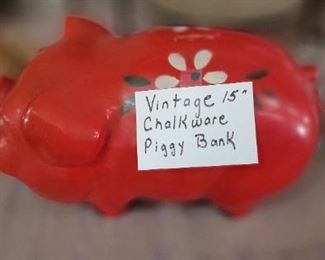 Vintage 15"
Chalkware
Piggy Bank